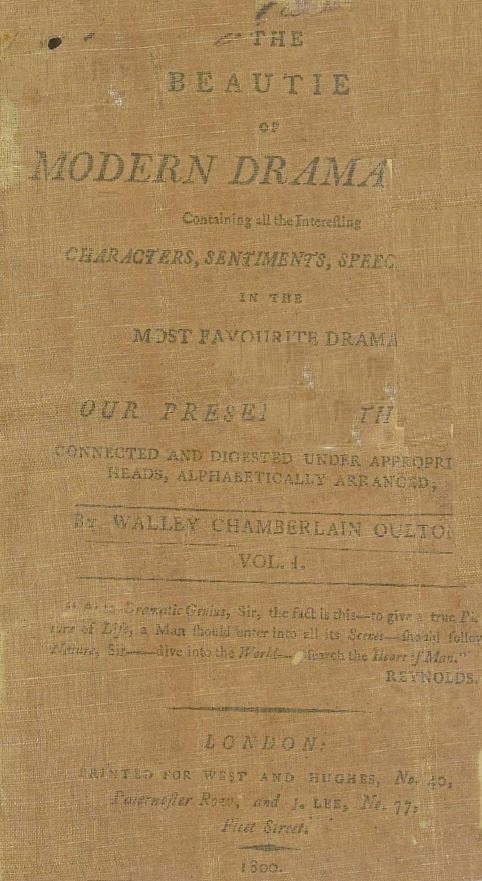 THE
BEAUTIE
OF
MODERN DRAMA
Containing all the Interesting
CHARACTERS, SENTIMENTS, SPEEC
IN THE
MOST FAVOURITE DRAMA
OUR PRESE TH
CONNECTED AND DIGESTED UNDER APPROPRI
HEADS, ALPHABETICALLY ARRANGED;
BY WALLEY CHAMBERLAIN OULTO
VOL. I.
as to Dramatic Genius, Sir, the fact is this—to give a true Pic
ture of Life, a Man should enter into all its Scenes—should follow
Nature, Sir——dive into the World—search the Heart of Man."
REYNOLDS.
LONDON:
PRINTED FOR WEST AND HUGHES, No. 40,
Paternoster Row, and J. LEE, No. 77,
Fleet Street.
1800.